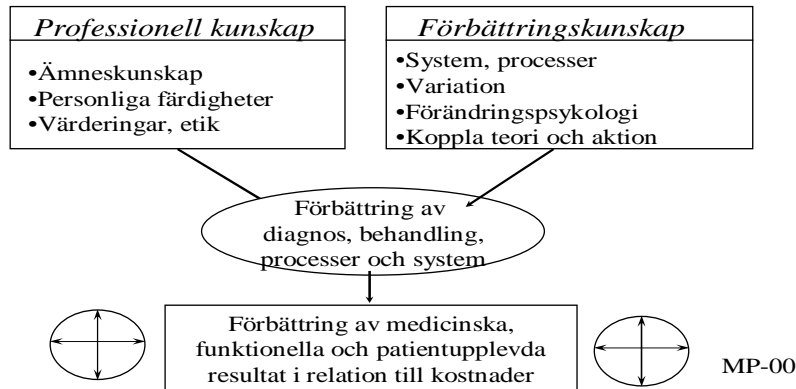 Professionell kunskap
•Ämneskunskap
•Personliga färdigheter
•Värderingar, etik
Förbättringskunskap
•System, processer
•Variation
•Förändringspsykologi
•Koppla teori och aktion
Förbättring av
diagnos, behandling,
processer och system
Förbättring av medicinska,
funktionella och patientupplevda
resultat i relation till kostnader
MP-00